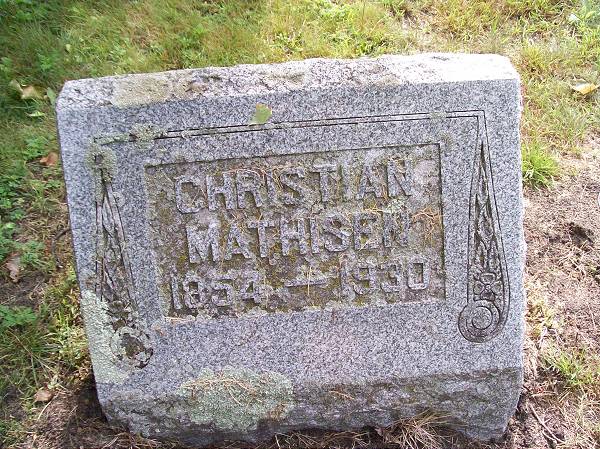 CHRISTIAN
MATHISEN
1854 — 1930